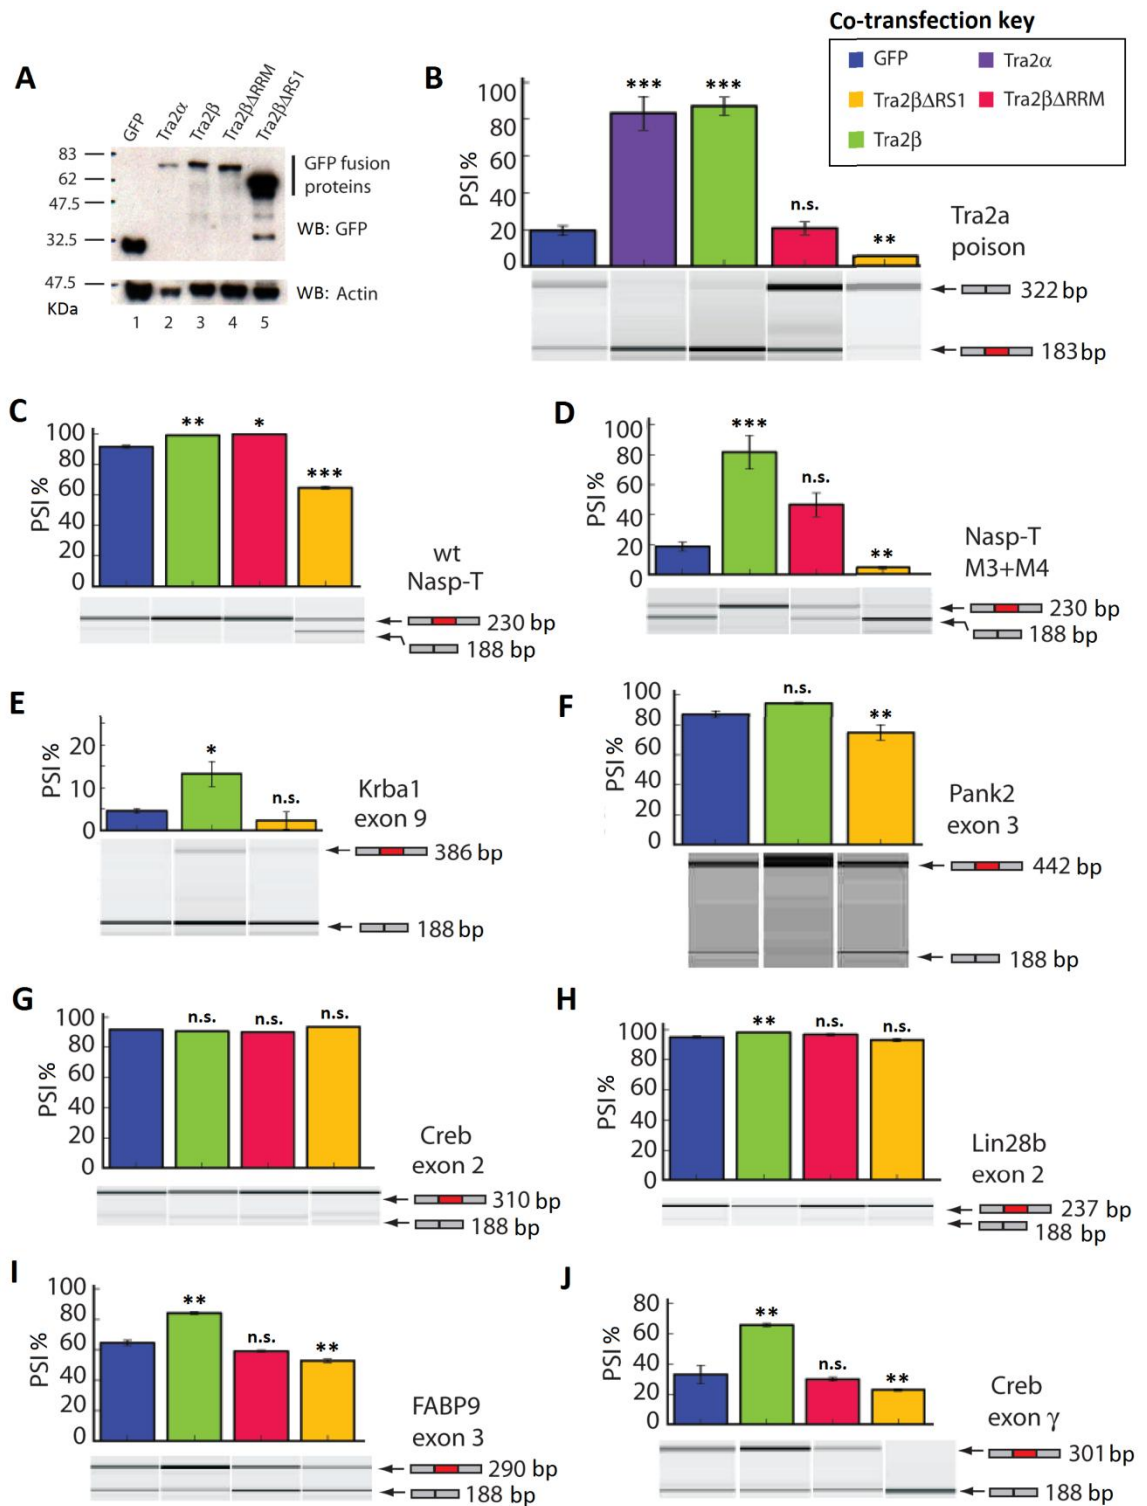 Co-transfection key
GFP
Tra2α
Tra2βΔRS1
Tra2βΔRRM
Tra2β
A
GFP
Tra2α
Tra2β
Tra2βΔRRM
Tra2βΔRS1
83
62
47.5
32.5
GFP fusion
proteins
WB: GFP
47.5
KDa
WB: Actin
1 2 3 4 5
B
PSI %
100
80
60
40
20
0
***
***
n.s.
**
Tra2a
poison
322 bp
183 bp
C
PSI %
100
80
60
40
20
0
**
*
***
wt
Nasp-T
230 bp
188 bp
D
PSI %
100
80
60
40
20
0
***
n.s.
**
Nasp-T
M3+M4
230 bp
188 bp
E
PSI %
20
10
0
*
n.s.
Krba1
exon 9
386 bp
188 bp
F
PSI %
100
80
60
40
20
0
n.s.
**
Pank2
exon 3
442 bp
188 bp
G
PSI %
100
80
60
40
20
0
n.s.
n.s.
n.s.
Creb
exon 2
310 bp
188 bp
H
PSI %
100
80
60
40
20
0
**
n.s.
n.s.
Lin28b
exon 2
237 bp
188 bp
I
PSI %
100
80
60
40
20
0
**
n.s.
**
FABP9
exon 3
290 bp
188 bp
J
PSI %
80
60
40
20
0
**
n.s.
**
Creb
exon γ
301 bp
188 bp